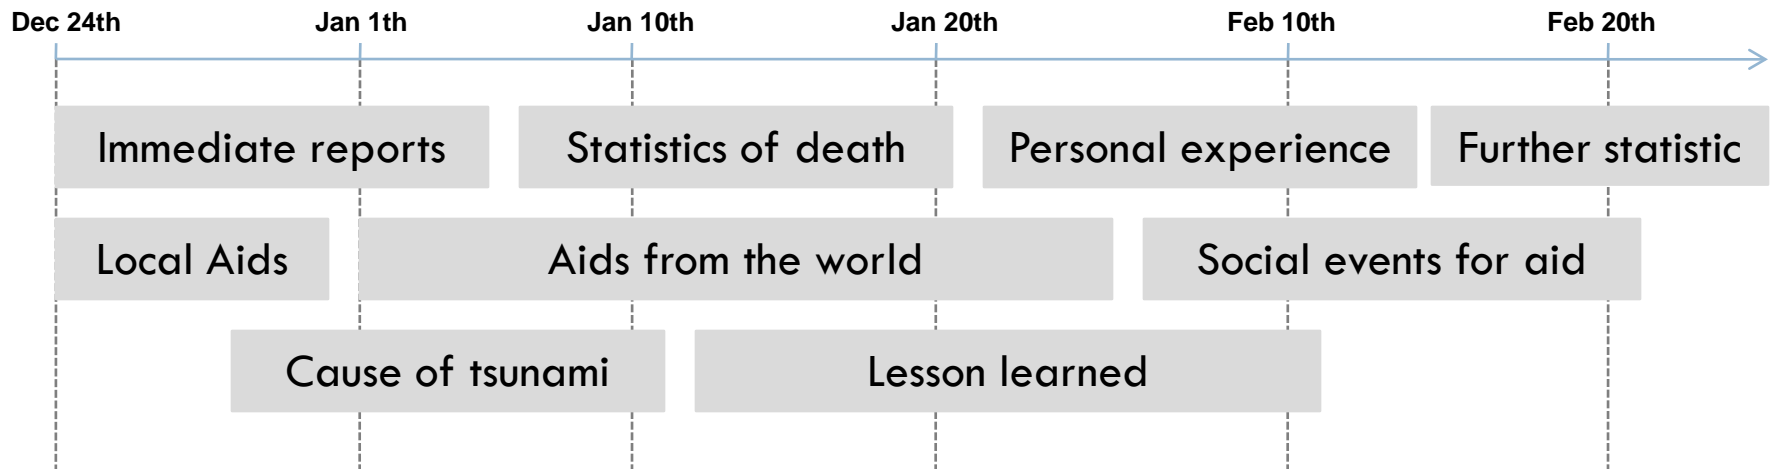 Dec 24th Jan 1th Jan 10th Jan 20th Feb 10th Feb 20th
Immediate reports Statistics of death Personal experience Further statistic
Local Aids Aids from the world Social events for aid
Cause of tsunami Lesson learned